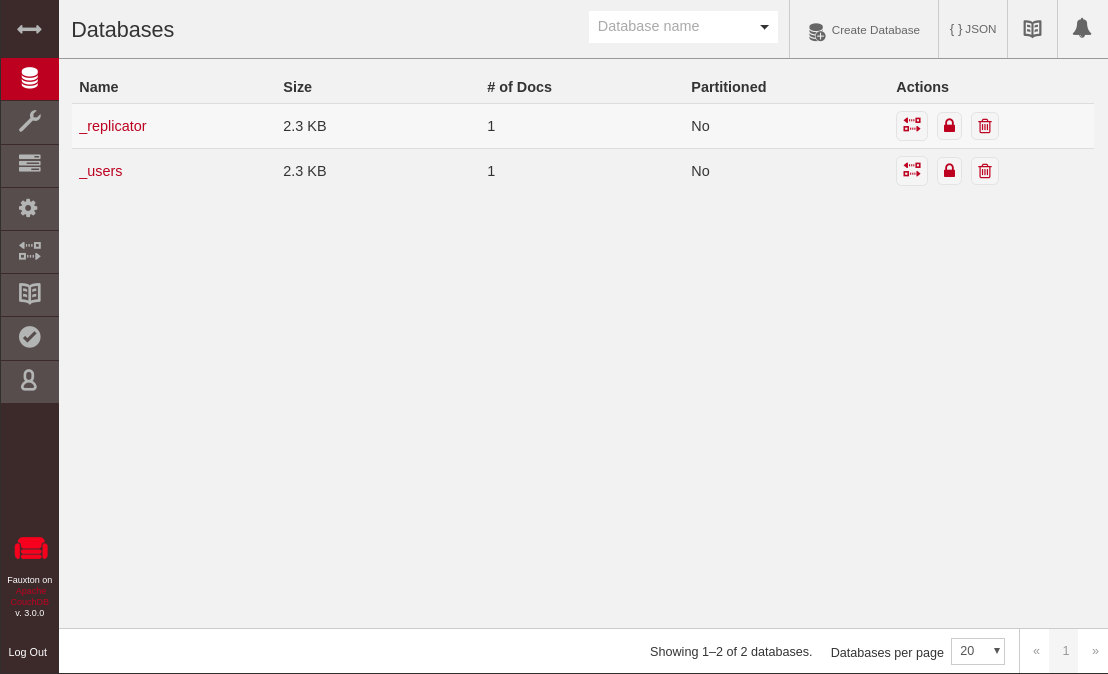 Databases
Database name
Create Database
{ } JSON
Name Size # of Docs Partitioned Actions
_replicator 2.3 KB 1 No
_users 2.3 KB 1 No
Fauxton on
Apache
CouchDB
v. 3.0.0
Log Out
Showing 1–2 of 2 databases. Databases per page 20 « 1 »